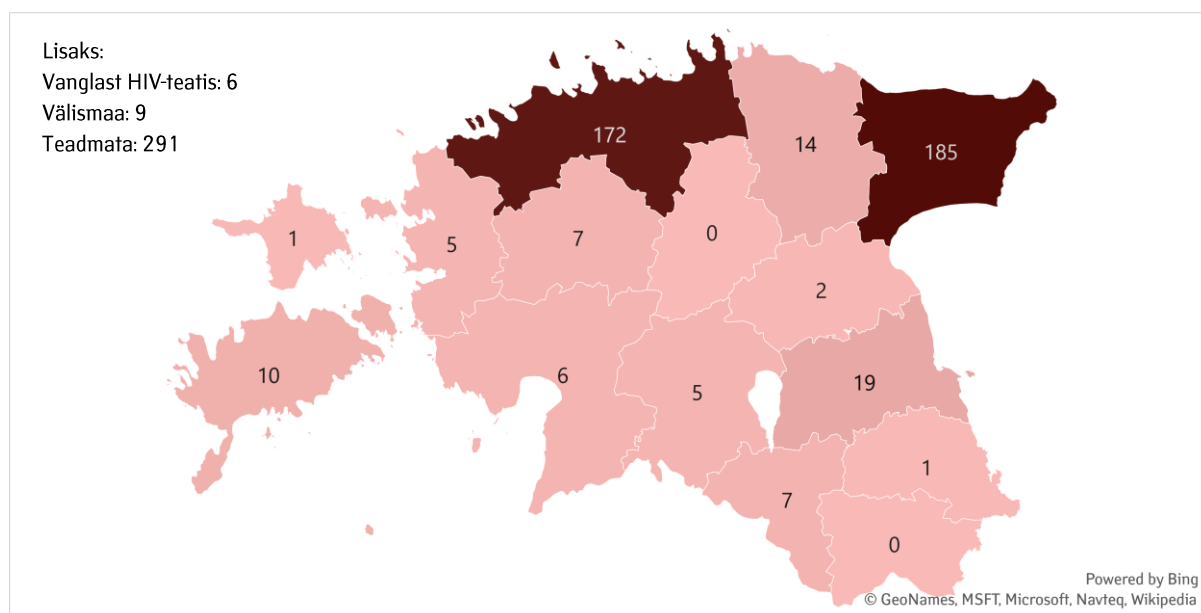 Lisaks:
Vanglast HIV-teatis: 6
Välismaa: 9
Teadmata: 291
172
14
185
1
5
7
0
2
10
6
5
19
1
7
0
Powered by Bing
© GeoNames, MSFT, Microsoft, Navteq, Wikipedia